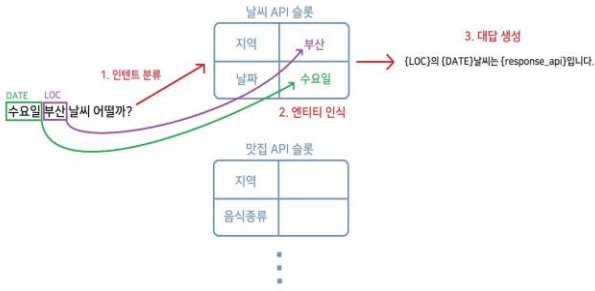 날씨 API 슬롯
지역 부산
날짜 수요일
1. 인텐트 분류
2. 엔티티 인식
3. 대답 생성
{LOC}의 {DATE}날씨는 {response_api}입니다.
DATE LOC
수요일 부산 날씨 어떨까?
맛집 API 슬롯
지역
음식종류